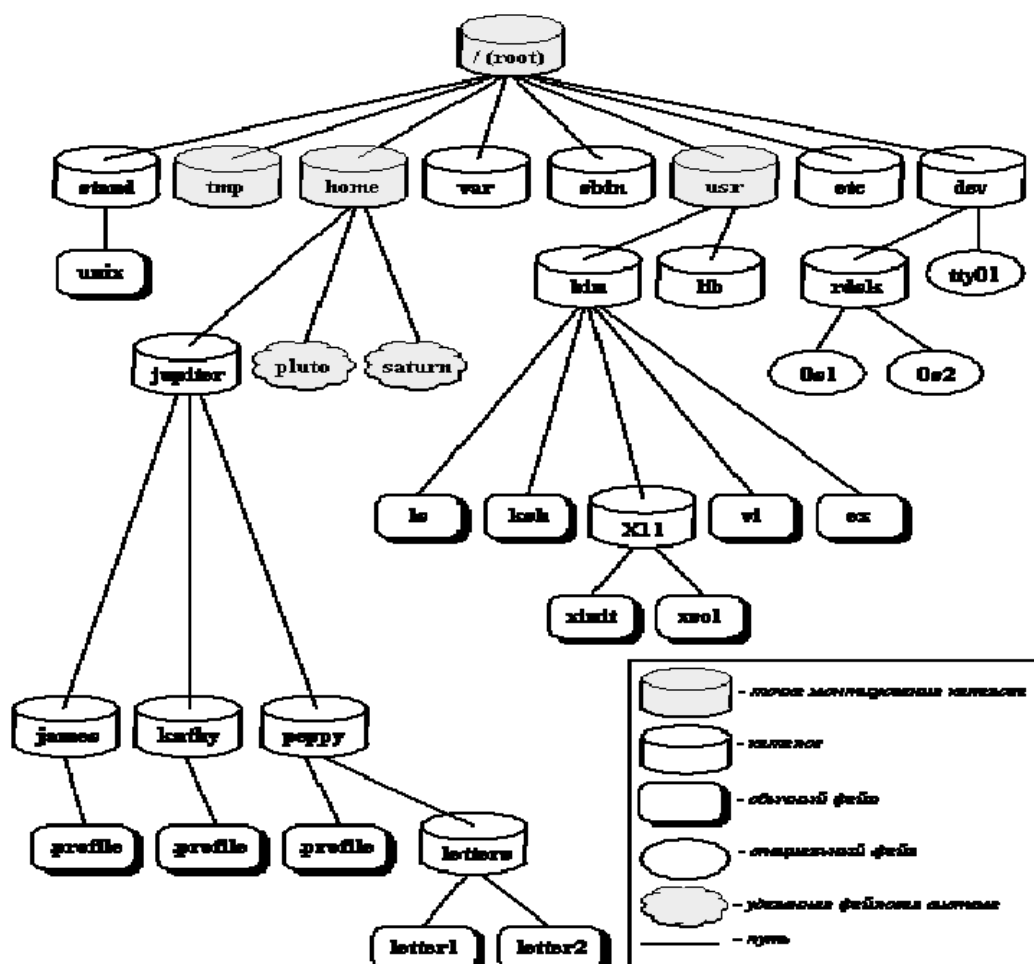 / (root)
stand
tmp
home
var
sbin
usr
etc
dev
unix
bin
lib
rdsk
tty01
jupiter
pluto
saturn
0s1
0s2
ls
ksh
X11
vi
ex
xinit
xsol
james
kathy
peppy
.profile
.profile
.profile
letters
letter1
letter2
- точка монтирования каталога
- каталог
- обычный файл
- специальный файл
- удаленная файловая система
- путь